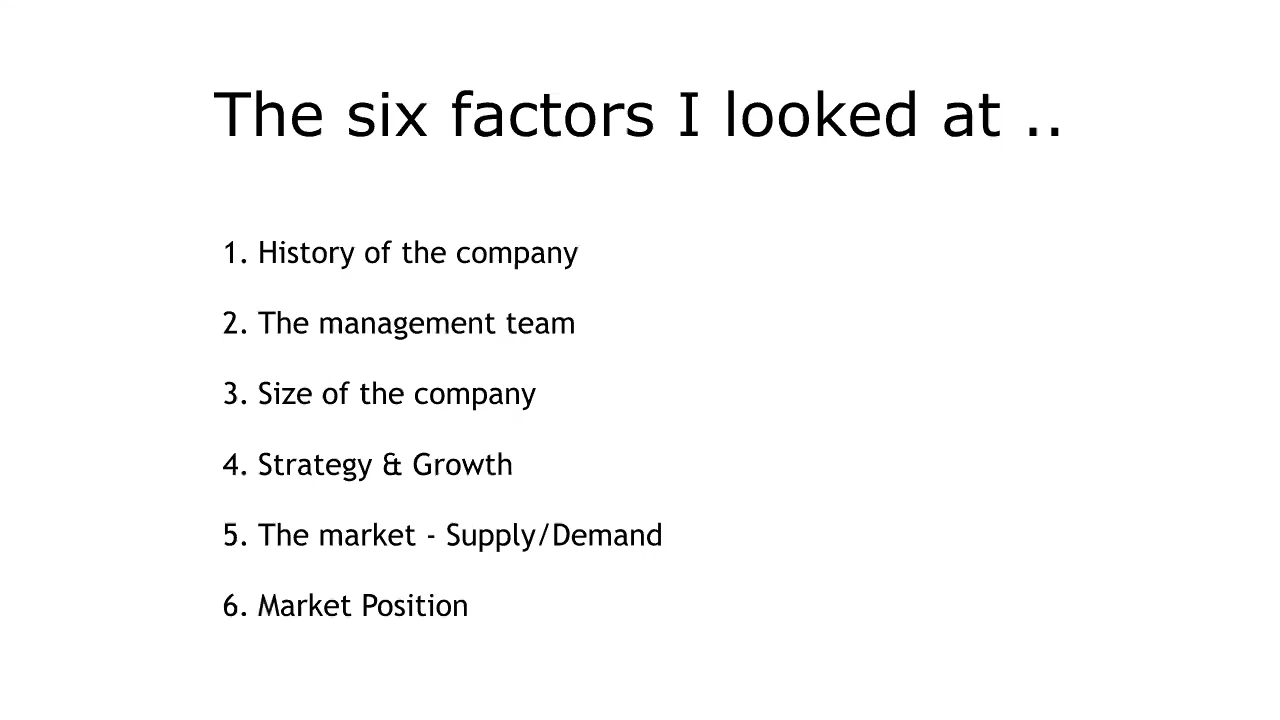 The six factors I looked at ..
1. History of the company
2. The management team
3. Size of the company
4. Strategy & Growth
5. The market - Supply/Demand
6. Market Position